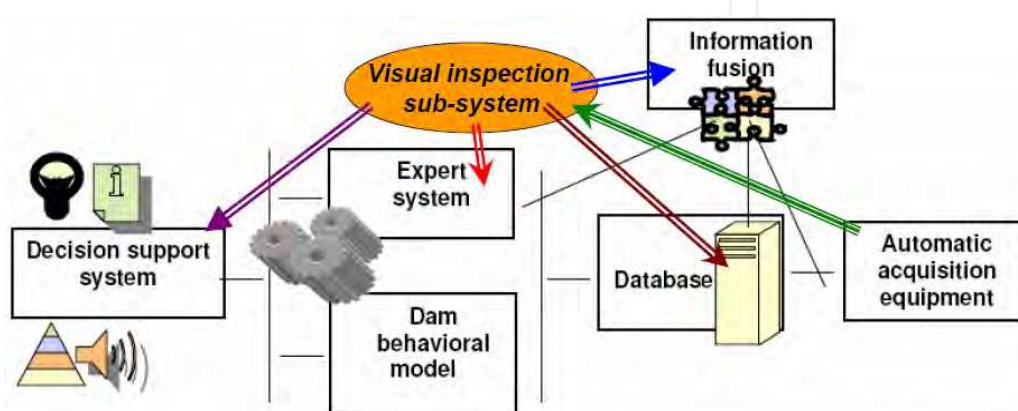 Visual inspection
sub-system
Information
fusion
Expert
system
i
Decision support
system
Database
Automatic
acquisition
equipment
Dam
behavioral
model